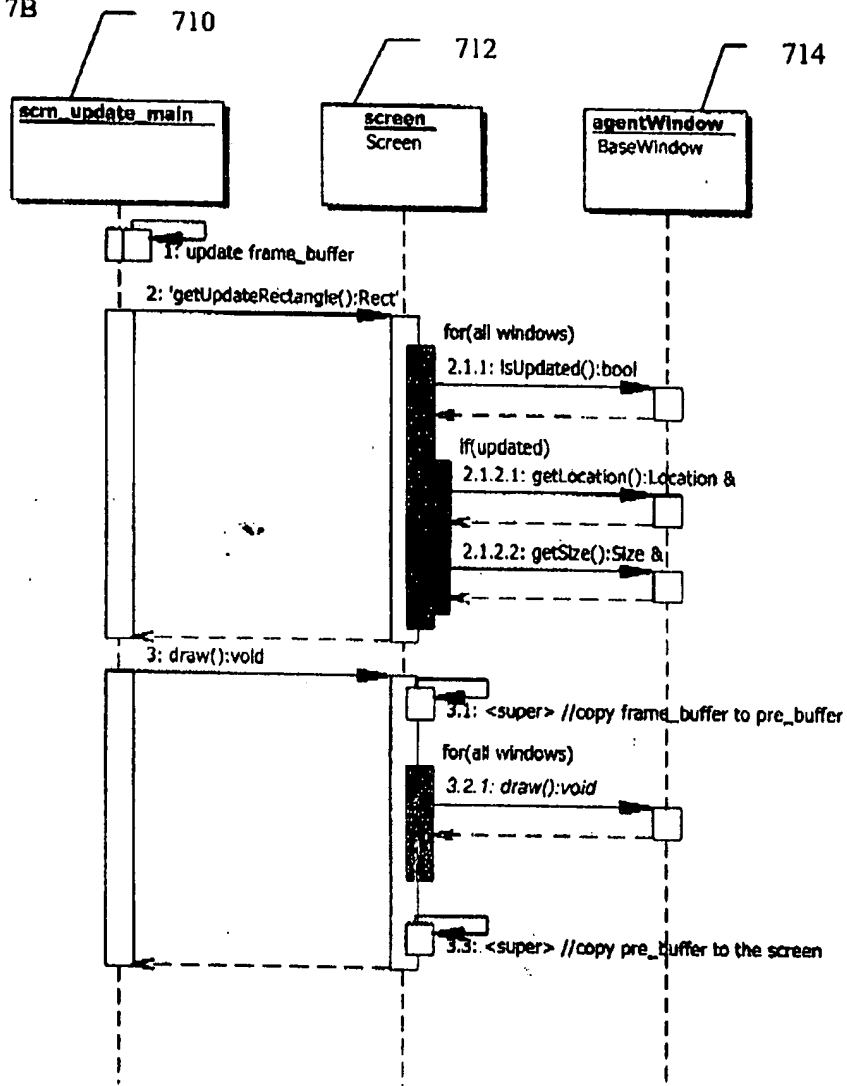 7B
710
712
714
scrn_update_main
screen
Screen
agentWindow
BaseWindow
1: update frame_buffer
2: 'getUpdateRectangle():Rect'
for(all windows)
2.1.1: isUpdated():bool
if(updated)
2.1.2.1: getLocation():Location &
2.1.2.2: getSize():Size &
3: draw():void
3.1: <super> //copy frame_buffer to pre_buffer
for(all windows)
3.2.1: draw():void
3.3: <super> //copy pre_buffer to the screen